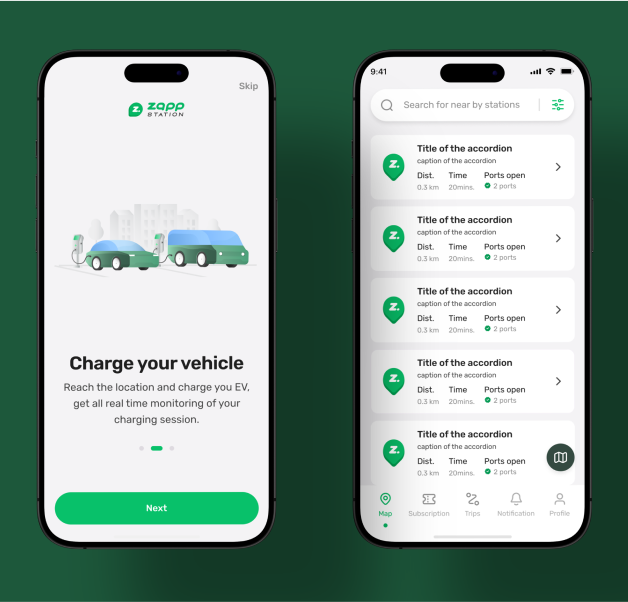 Skip
zapp
STATION
Charge your vehicle
Reach the location and charge you EV,
get all real time monitoring of your
charging session.
Next
9:41
Search for near by stations
Z.
Title of the accordion
caption of the accordion
Dist. Time Ports open
0.3 km 20mins. 2 ports
Z.
Title of the accordion
caption of the accordion
Dist. Time Ports open
0.3 km 20mins. 2 ports
Z.
Title of the accordion
caption of the accordion
Dist. Time Ports open
0.3 km 20mins. 2 ports
Z.
Title of the accordion
caption of the accordion
Dist. Time Ports open
0.3 km 20mins. 2 ports
Z.
Title of the accordion
caption of the accordion
Dist. Time Ports open
0.3 km 20mins. 2 ports
Map Subscription Trips Notification Profile